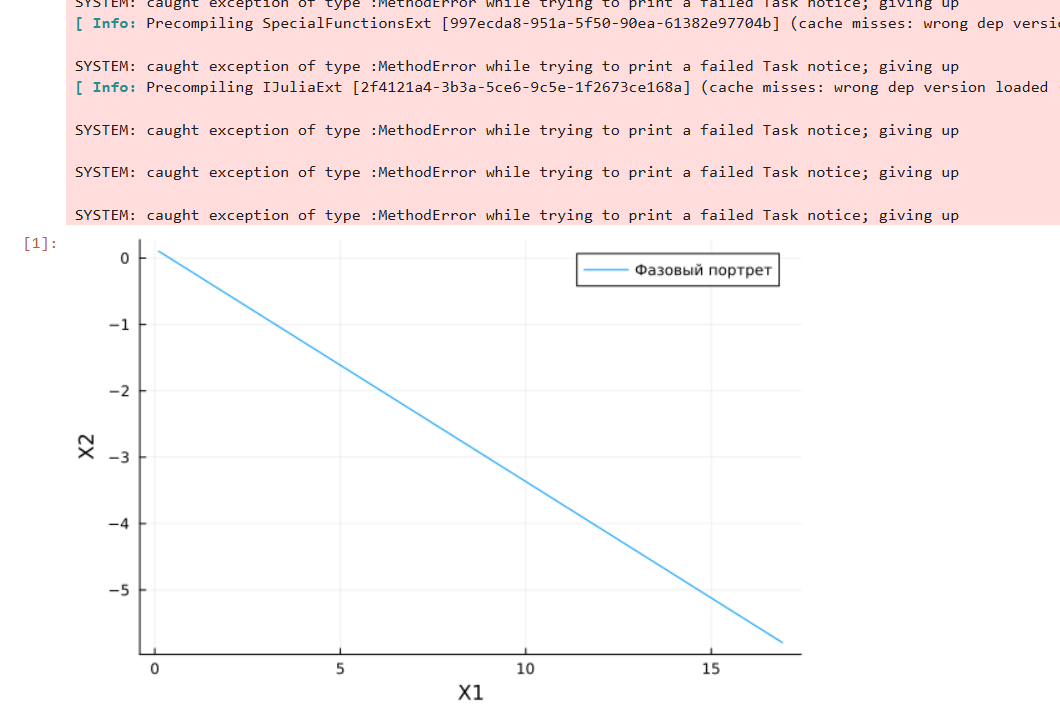 SYSTEM: caught exception of type :MethodError while trying to print a failed Task notice; giving up
[ Info: Precompiling SpecialFunctionsExt [997ecda8-951a-5f50-90ea-61382e97704b] (cache misses: wrong dep versi
SYSTEM: caught exception of type :MethodError while trying to print a failed Task notice; giving up
[ Info: Precompiling IJuliaExt [2f4121a4-3b3a-5ce6-9c5e-1f2673ce168a] (cache misses: wrong dep version loaded
SYSTEM: caught exception of type :MethodError while trying to print a failed Task notice; giving up
SYSTEM: caught exception of type :MethodError while trying to print a failed Task notice; giving up
SYSTEM: caught exception of type :MethodError while trying to print a failed Task notice; giving up
[1]:
Фазовый портрет
0
−1
−2
−3
−4
−5
X2
0 5 10 15
X1